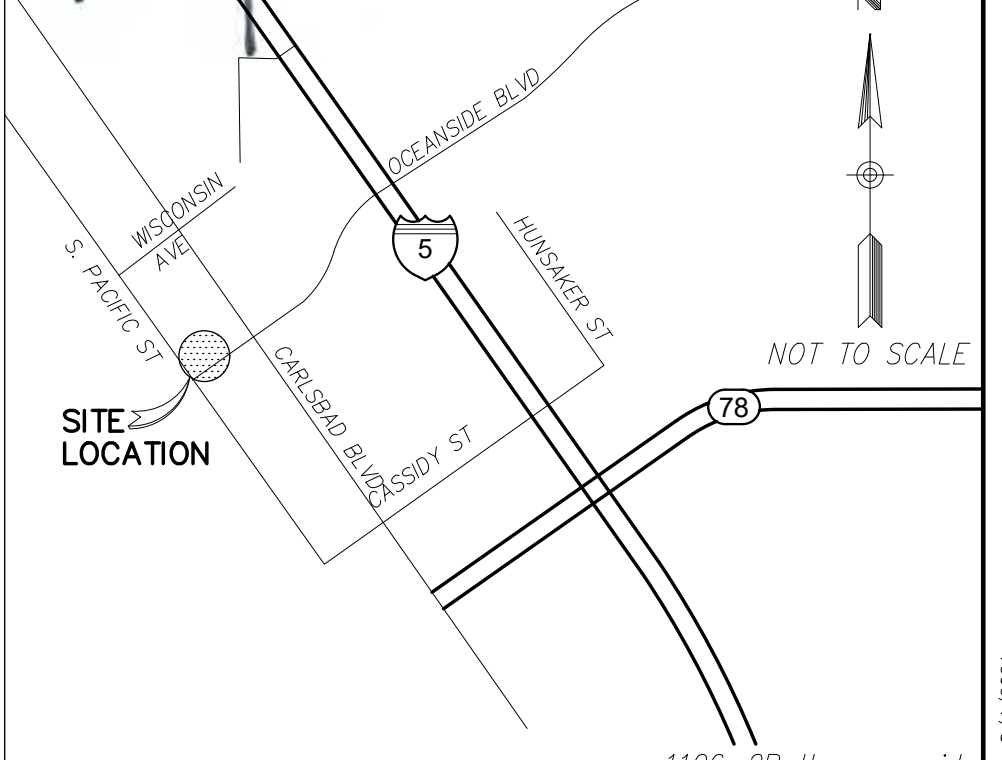 OCEANSIDE BLVD
WISCONSIN
AVE
5
HUNSAKER ST
S. PACIFIC ST
NOT TO SCALE
CARLSBAD BLVD
78
SITE
LOCATION
CASSIDY ST